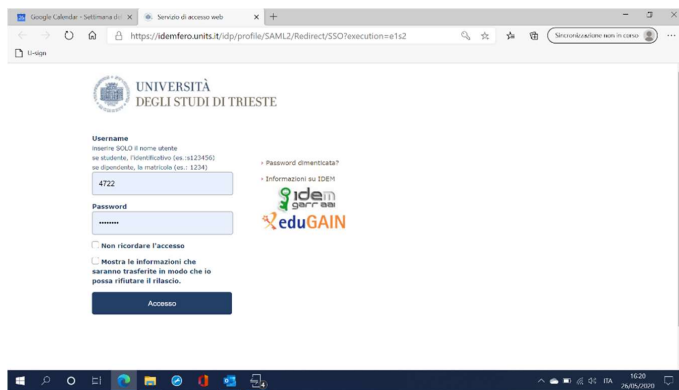 Google Calendar - Settimana del
Servizio di accesso web
https://idemfero.units.it/idp/profile/SAML2/Redirect/SSO?execution=e1s2
Sincronizzazione non in corso
U-sign
UNIVERSITÀ
DEGLI STUDI DI TRIESTE
Username
Inserire SOLO il nome utente
se studente, l'identificativo (es.:s123456)
se dipendente, la matricola (es.: 1234)
4722
Password
Non ricordare l'accesso
Mostra le informazioni che
saranno trasferite in modo che io
possa rifiutare il rilascio.
Accesso
› Password dimenticata?
› Informazioni su IDEM
idem
garr aai
eduGAIN
ITA
16:20
26/05/2020